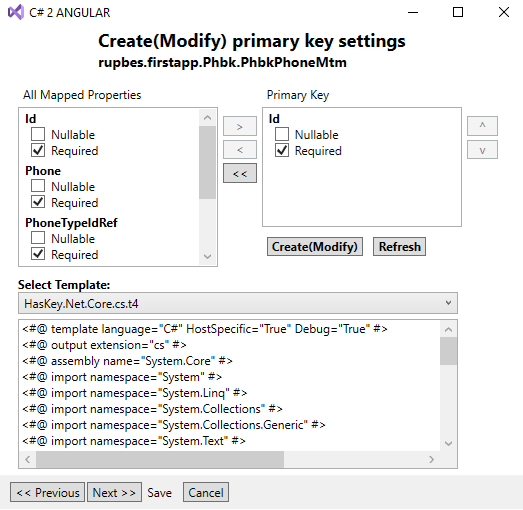 C# 2 ANGULAR
Create(Modify) primary key settings
rupbes.firstapp.Phbk.PhbkPhoneMtm
All Mapped Properties
Id
Nullable
Required
Phone
Nullable
Required
PhoneTypeIdRef
Nullable
Required
>
<
<<
Primary Key
Id
Nullable
Required
^
v
Create(Modify)
Refresh
Select Template:
HasKey.Net.Core.cs.t4
<#@ template language="C#" HostSpecific="True" Debug="True" #>
<#@ output extension="cs" #>
<#@ assembly name="System.Core" #>
<#@ import namespace="System" #>
<#@ import namespace="System.Linq" #>
<#@ import namespace="System.Collections" #>
<#@ import namespace="System.Collections.Generic" #>
<#@ import namespace="System.Text" #>
<< Previous
Next >>
Save
Cancel